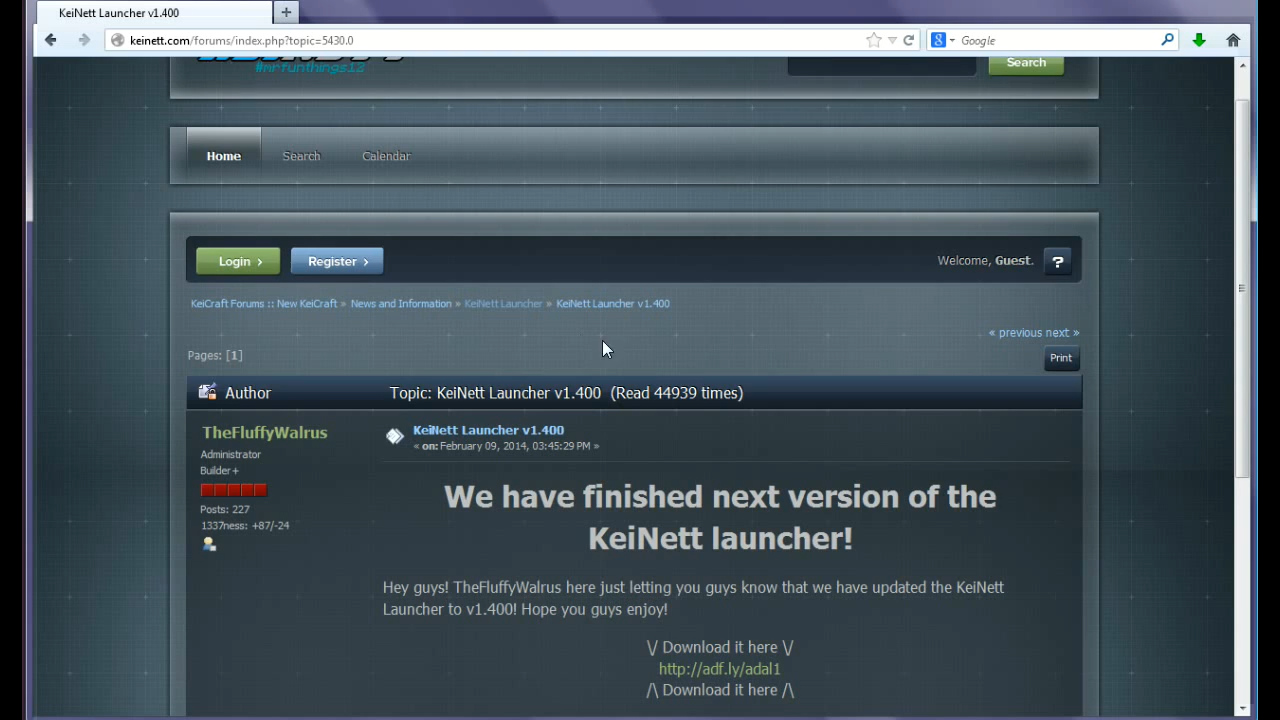 KeiNett Launcher v1.400
keinett.com/forums/index.php?topic=5430.0
Google
#mrfunthings13
Search
Home Search Calendar
Login › Register › Welcome, Guest. ?
KeiCraft Forums :: New KeiCraft » News and Information » KeiNett Launcher » KeiNett Launcher v1.400
« previous next »
Pages: [1]
Print
Author Topic: KeiNett Launcher v1.400 (Read 44939 times)
TheFluffyWalrus
Administrator
Builder+
Posts: 227
1337ness: +87/-24
KeiNett Launcher v1.400
« on: February 09, 2014, 03:45:29 PM »
We have finished next version of the
KeiNett launcher!
Hey guys! TheFluffyWalrus here just letting you guys know that we have updated the KeiNett
Launcher to v1.400! Hope you guys enjoy!
\/ Download it here \/
http://adf.ly/adal1
/\ Download it here /\